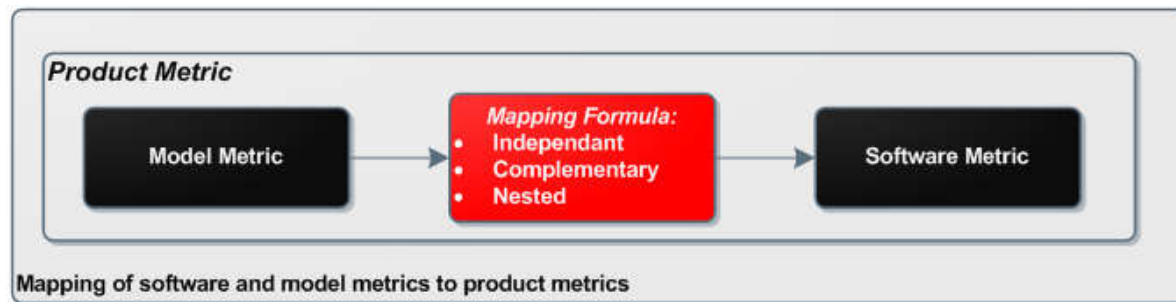 Product Metric
Model Metric
Mapping Formula:
• Independant
• Complementary
• Nested
Software Metric
Mapping of software and model metrics to product metrics